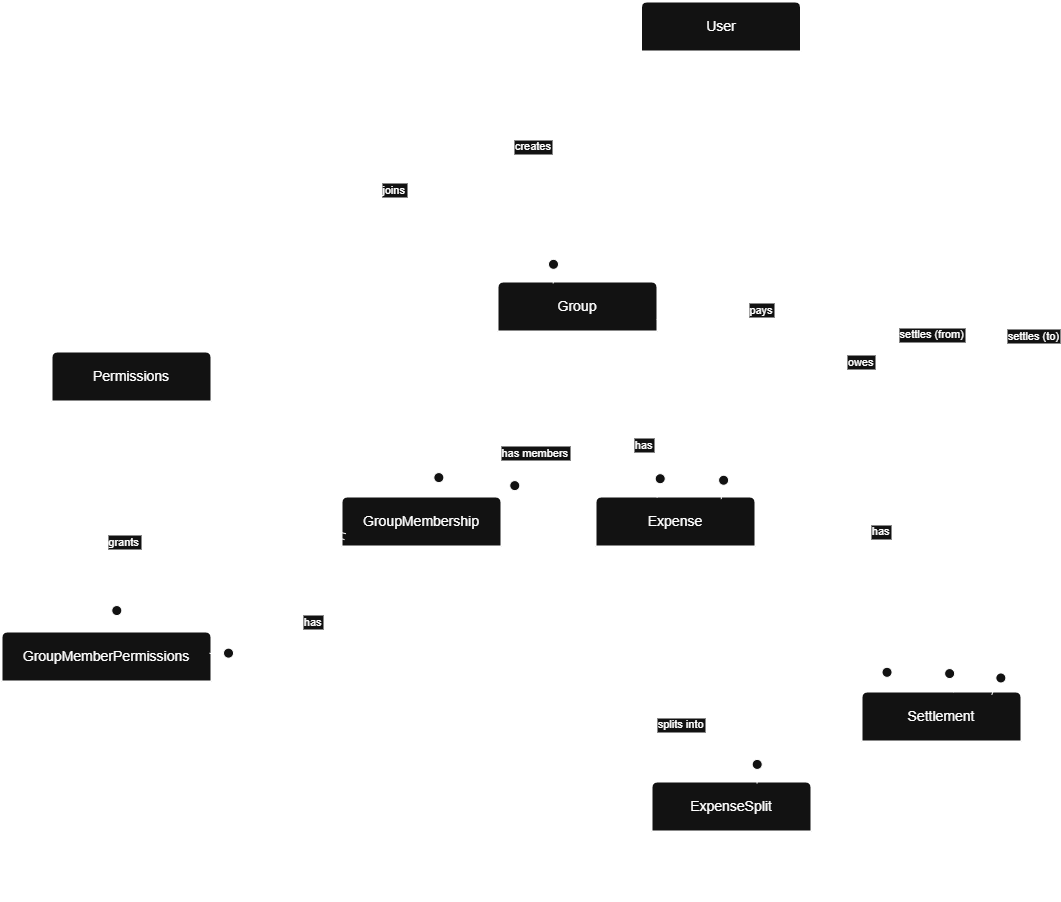 User
creates
joins
Group
pays
settles (from)
settles (to)
owes
Permissions
has
has members
GroupMembership
Expense
has
grants
has
GroupMemberPermissions
Settlement
splits into
ExpenseSplit